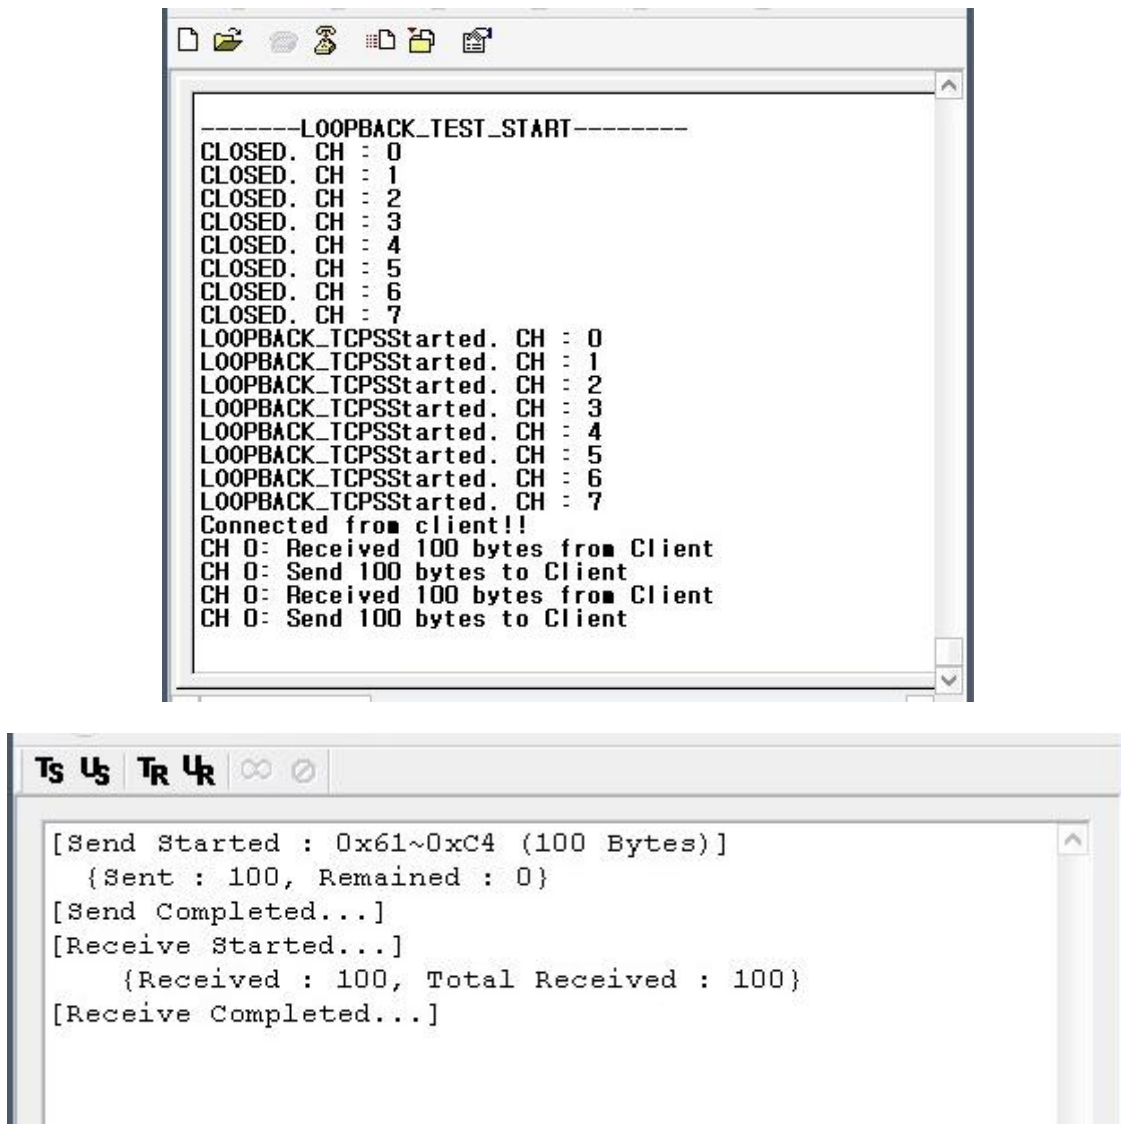 -------LOOPBACK_TEST_START--------
CLOSED. CH : 0
CLOSED. CH : 1
CLOSED. CH : 2
CLOSED. CH : 3
CLOSED. CH : 4
CLOSED. CH : 5
CLOSED. CH : 6
CLOSED. CH : 7
LOOPBACK_TCPSStarted. CH : 0
LOOPBACK_TCPSStarted. CH : 1
LOOPBACK_TCPSStarted. CH : 2
LOOPBACK_TCPSStarted. CH : 3
LOOPBACK_TCPSStarted. CH : 4
LOOPBACK_TCPSStarted. CH : 5
LOOPBACK_TCPSStarted. CH : 6
LOOPBACK_TCPSStarted. CH : 7
Connected from client!!
CH 0: Received 100 bytes from Client
CH 0: Send 100 bytes to Client
CH 0: Received 100 bytes from Client
CH 0: Send 100 bytes to Client
TS US TR UR
[Send Started : 0x61~0xC4 (100 Bytes)]
{Sent : 100, Remained : 0}
[Send Completed...]
[Receive Started...]
{Received : 100, Total Received : 100}
[Receive Completed...]